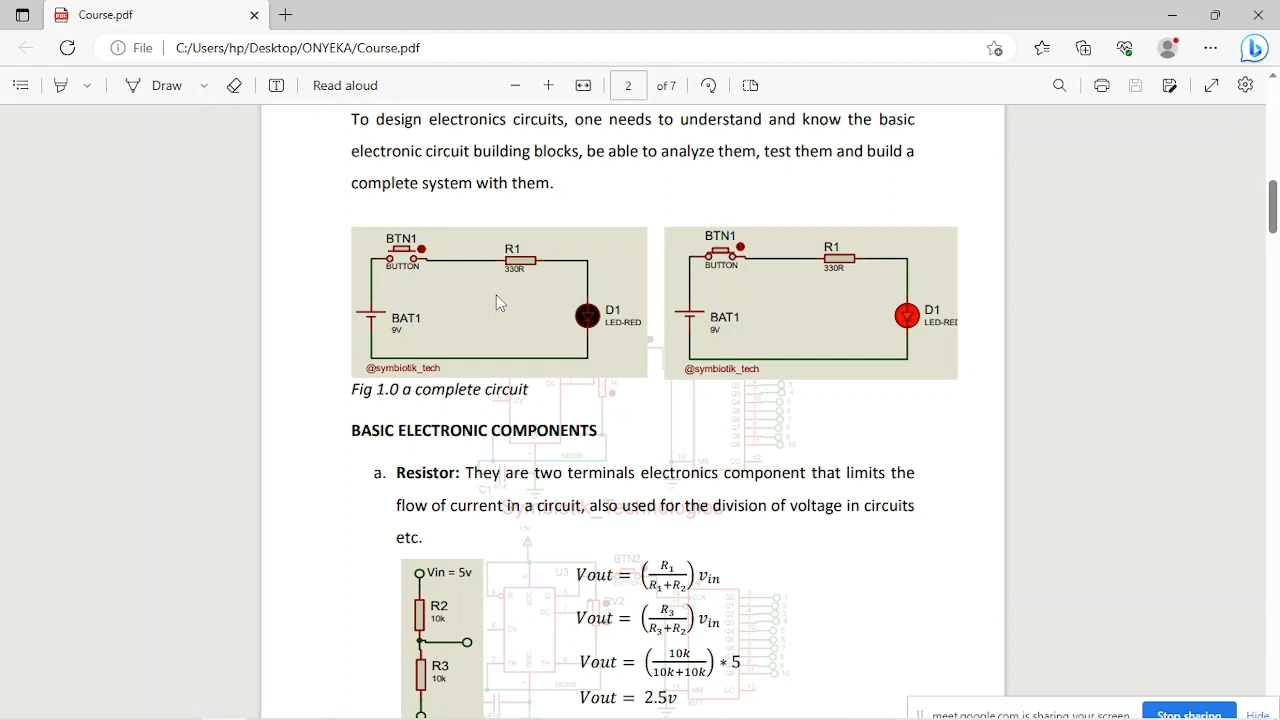 Course.pdf
File
C:/Users/hp/Desktop/ONYEKA/Course.pdf
Draw
Read aloud
2
of 7
To design electronics circuits, one needs to understand and know the basic
electronic circuit building blocks, be able to analyze them, test them and build a
complete system with them.
BTN1
BUTTON
R1
330R
BAT1
9V
D1
LED-RED
@symbiotik_tech
BTN1
BUTTON
R1
330R
BAT1
9V
D1
LED-RED
@symbiotik_tech
Fig 1.0 a complete circuit
BASIC ELECTRONIC COMPONENTS
a. Resistor: They are two terminals electronics component that limits the
flow of current in a circuit, also used for the division of voltage in circuits
etc.
Symbiotik_Technologies
Vin = 5v
R2
10k
R3
10k
Vout = (R1/R1+R2) vin
Vout = (R3/R3+R2) vin
Vout = (10k/10k+10k) * 5
Vout = 2.5v
BTN2
U3
NE555
meet.google.com is sharing your screen.
Stop sharing
Hide